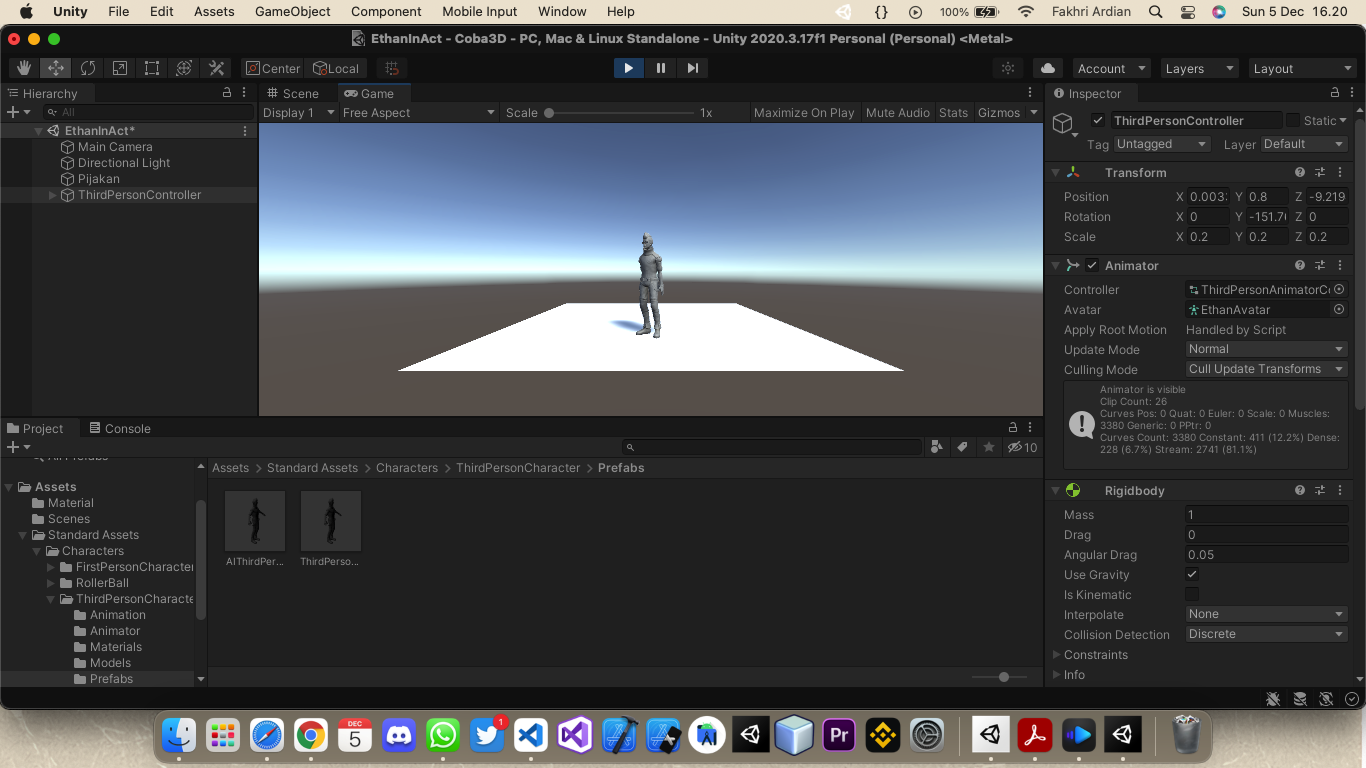 Unity File Edit Assets GameObject Component Mobile Input Window Help 100% Fakhri Ardian Sun 5 Dec 16.20
EthanInAct - Coba3D - PC, Mac & Linux Standalone - Unity 2020.3.17f1 Personal (Personal) <Metal>
Center Local Account Layers Layout
Hierarchy
All
EthanInAct*
Main Camera
Directional Light
Pijakan
ThirdPersonController
Scene Game
Display 1 Free Aspect Scale 1x Maximize On Play Mute Audio Stats Gizmos
Inspector
ThirdPersonController Static
Tag Untagged Layer Default
Transform
Position X 0.003 Y 0.8 Z -9.219
Rotation X 0 Y -151.7 Z 0
Scale X 0.2 Y 0.2 Z 0.2
Animator
Controller ThirdPersonAnimatorC
Avatar EthanAvatar
Apply Root Motion Handled by Script
Update Mode Normal
Culling Mode Cull Update Transforms
Animator is visible
Clip Count: 26
Curves Pos: 0 Quat: 0 Euler: 0 Scale: 0 Muscles:
3380 Generic: 0 PPtr: 0
Curves Count: 3380 Constant: 411 (12.2%) Dense:
228 (6.7%) Stream: 2741 (81.1%)
Rigidbody
Mass 1
Drag 0
Angular Drag 0.05
Use Gravity
Is Kinematic
Interpolate None
Collision Detection Discrete
Constraints
Info
Project Console
10
Assets
Material
Scenes
Standard Assets
Characters
FirstPersonCharacter
RollerBall
ThirdPersonCharacte
Animation
Animator
Materials
Models
Prefabs
Assets > Standard Assets > Characters > ThirdPersonCharacter > Prefabs
AIThirdPer... ThirdPerso...
DEC
5
1
Pr